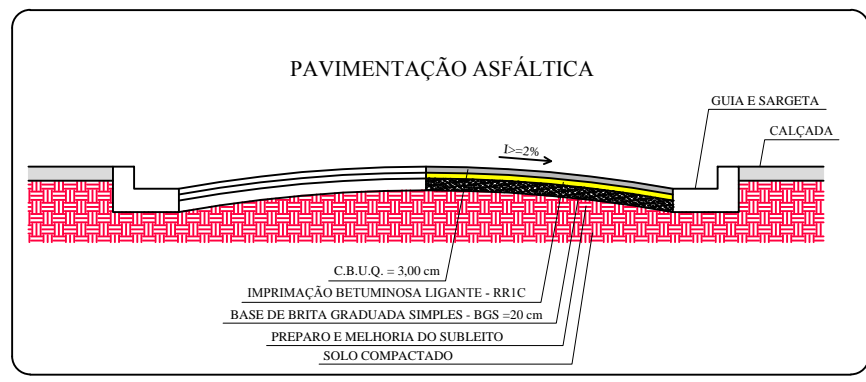 PAVIMENTAÇÃO ASFÁLTICA
GUIA E SARGETA
CALÇADA
I>=2%
C.B.U.Q. = 3,00 cm
IMPRIMAÇÃO BETUMINOSA LIGANTE - RR1C
BASE DE BRITA GRADUADA SIMPLES - BGS =20 cm
PREPARO E MELHORIA DO SUBLEITO
SOLO COMPACTADO